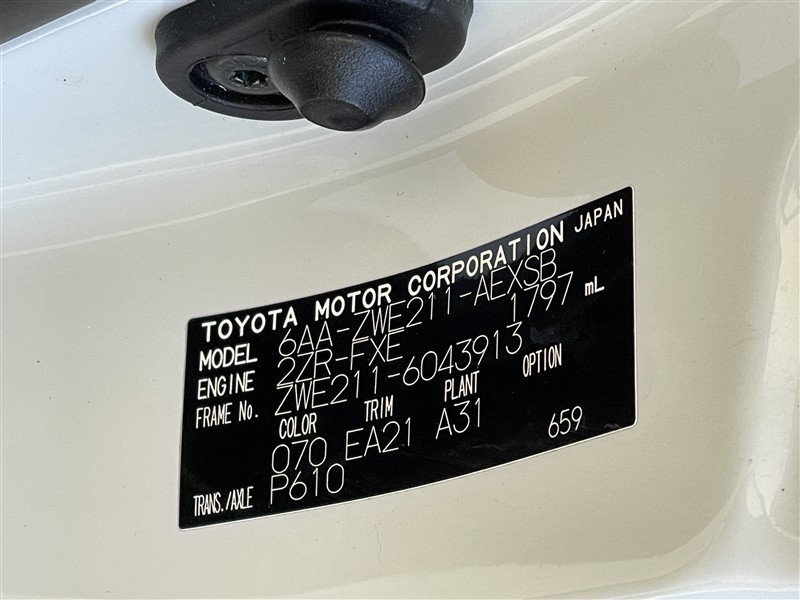 TOYOTA MOTOR CORPORATION JAPAN
MODEL 6AA-ZWE211-AEXSB
ENGINE 2ZR-FXE 1797 mL
FRAME No. ZWE211-6043913
COLOR TRIM PLANT OPTION
070 EA21 A31 659
TRANS./AXLE P610